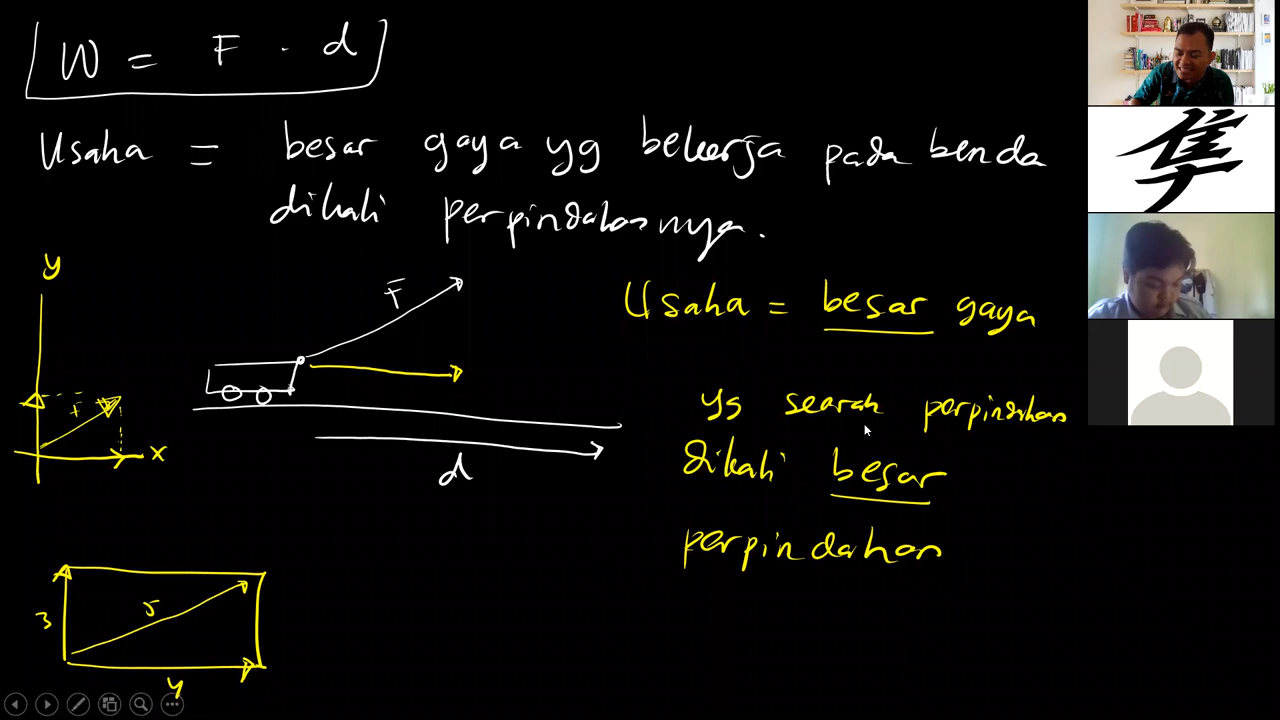 W = F . d
Usaha = besar gaya yg bekerja pada benda
dikali perpindahannya.
y
F
x
F
d
Usaha = besar gaya
yg searah perpindahan
dikali besar
perpindahan
3
5
4
隼